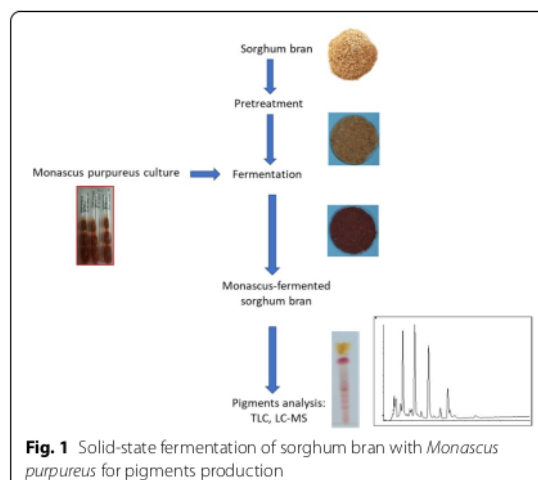 Sorghum bran
Pretreatment
Monascus purpureus culture
Fermentation
Monascus-fermented
sorghum bran
Pigments analysis:
TLC, LC-MS
Fig. 1 Solid-state fermentation of sorghum bran with Monascus
purpureus for pigments production